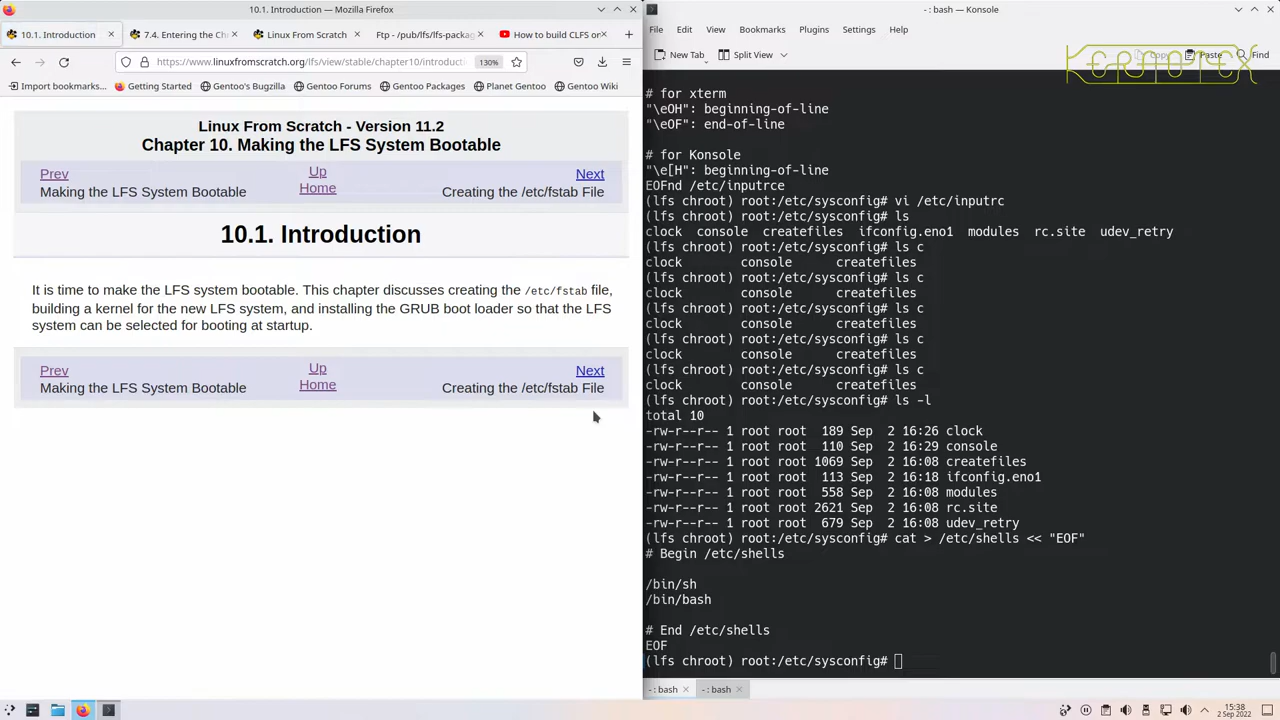 10.1. Introduction — Mozilla Firefox
10.1. Introduction
7.4. Entering the Ch
Linux From Scratch
Ftp - /pub/lfs/lfs-packag
How to build CLFS on
https://www.linuxfromscratch.org/lfs/view/stable/chapter10/intro
Import bookmarks...
Getting Started
Gentoo's Bugzilla
Gentoo Forums
Gentoo Packages
Planet Gentoo
Gentoo Wiki
Linux From Scratch - Version 11.2
Chapter 10. Making the LFS System Bootable
Prev
Up
Next
Making the LFS System Bootable
Home
Creating the /etc/fstab File
10.1. Introduction
It is time to make the LFS system bootable. This chapter discusses creating the /etc/fstab file,
building a kernel for the new LFS system, and installing the GRUB boot loader so that the LFS
system can be selected for booting at startup.
Prev
Up
Next
Making the LFS System Bootable
Home
Creating the /etc/fstab File
- : bash — Konsole
File Edit View Bookmarks Plugins Settings Help
New Tab
Split View
Copy
Paste
Find
KERNOTEX
# for xterm
"\eOH": beginning-of-line
"\eOF": end-of-line
# for Konsole
"\e[H": beginning-of-line
EOFnd /etc/inputrce
(lfs chroot) root:/etc/sysconfig# vi /etc/inputrc
(lfs chroot) root:/etc/sysconfig# ls
clock console createfiles ifconfig.eno1 modules rc.site udev_retry
(lfs chroot) root:/etc/sysconfig# ls c
clock console createfiles
(lfs chroot) root:/etc/sysconfig# ls c
clock console createfiles
(lfs chroot) root:/etc/sysconfig# ls c
clock console createfiles
(lfs chroot) root:/etc/sysconfig# ls c
clock console createfiles
(lfs chroot) root:/etc/sysconfig# ls c
clock console createfiles
(lfs chroot) root:/etc/sysconfig# ls -l
total 10
-rw-r--r-- 1 root root 189 Sep 2 16:26 clock
-rw-r--r-- 1 root root 110 Sep 2 16:29 console
-rw-r--r-- 1 root root 1069 Sep 2 16:08 createfiles
-rw-r--r-- 1 root root 113 Sep 2 16:18 ifconfig.eno1
-rw-r--r-- 1 root root 558 Sep 2 16:08 modules
-rw-r--r-- 1 root root 2621 Sep 2 16:08 rc.site
-rw-r--r-- 1 root root 679 Sep 2 16:08 udev_retry
(lfs chroot) root:/etc/sysconfig# cat > /etc/shells << "EOF"
# Begin /etc/shells
/bin/sh
/bin/bash
# End /etc/shells
EOF
(lfs chroot) root:/etc/sysconfig#
- : bash
- : bash
15:38
2 Sep 2022